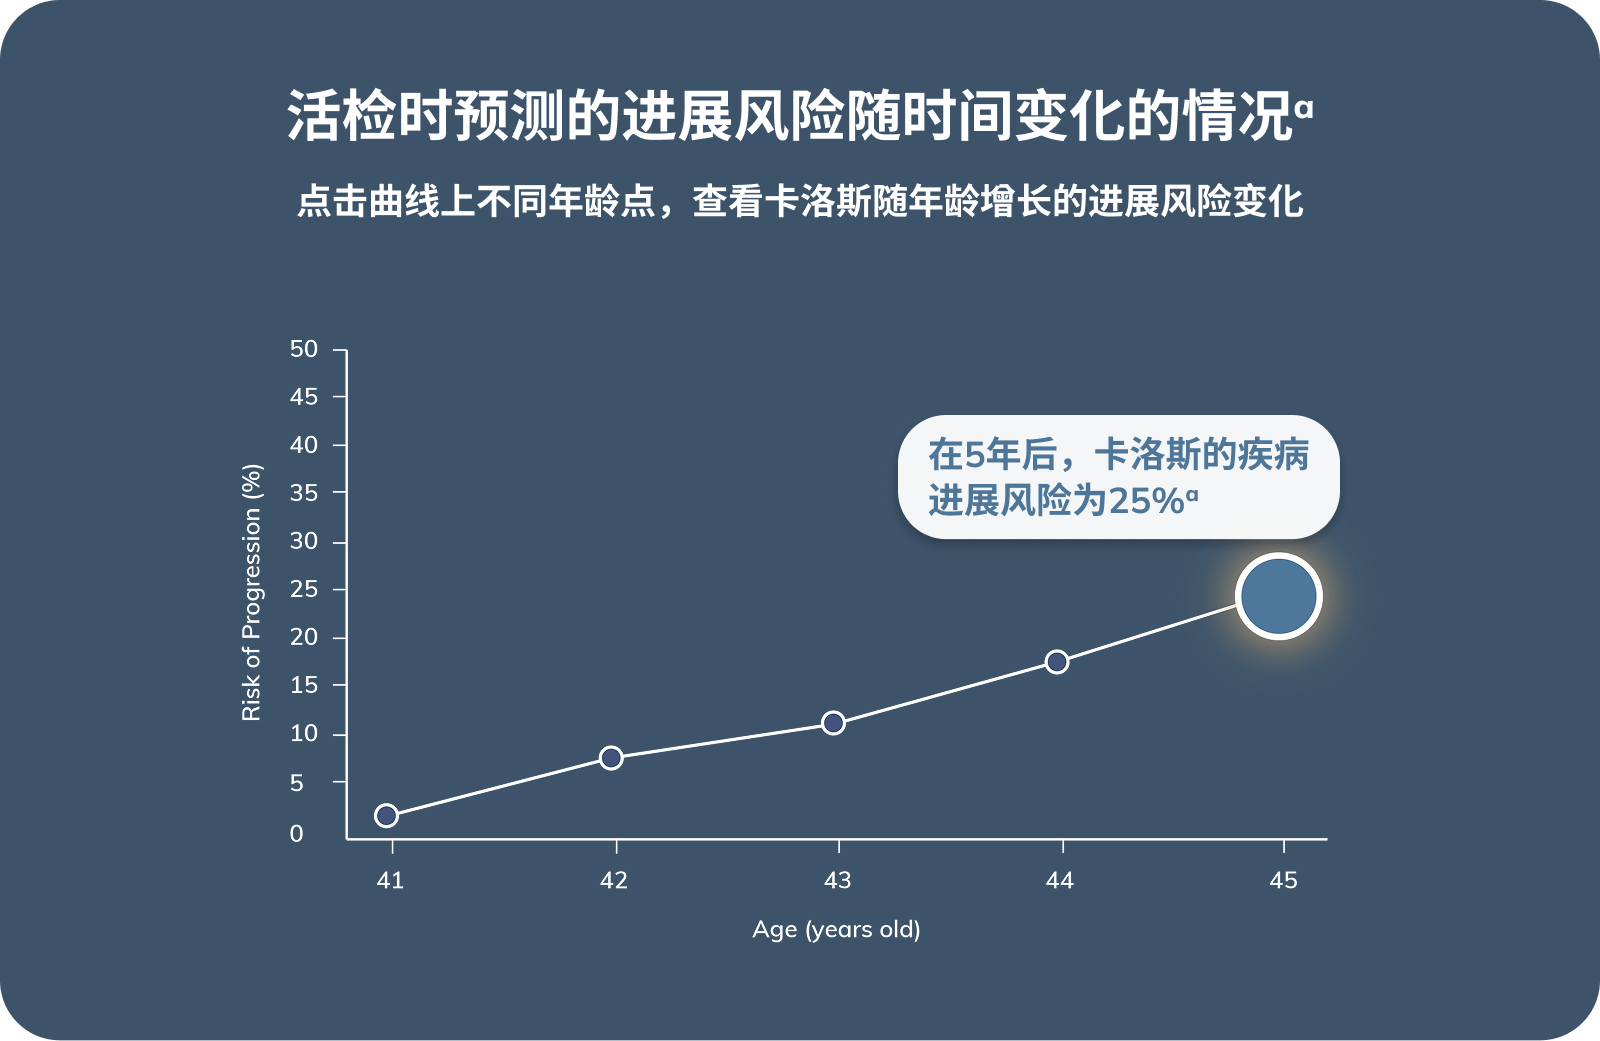 活检时预测的进展风险随时间变化的情况ᵅ
点击曲线上不同年龄点，查看卡洛斯随年龄增长的进展风险变化
在5年后，卡洛斯的疾病
进展风险为25%ᵅ
Risk of Progression (%)
50
45
40
35
30
25
20
15
10
5
0
41 42 43 44 45
Age (years old)